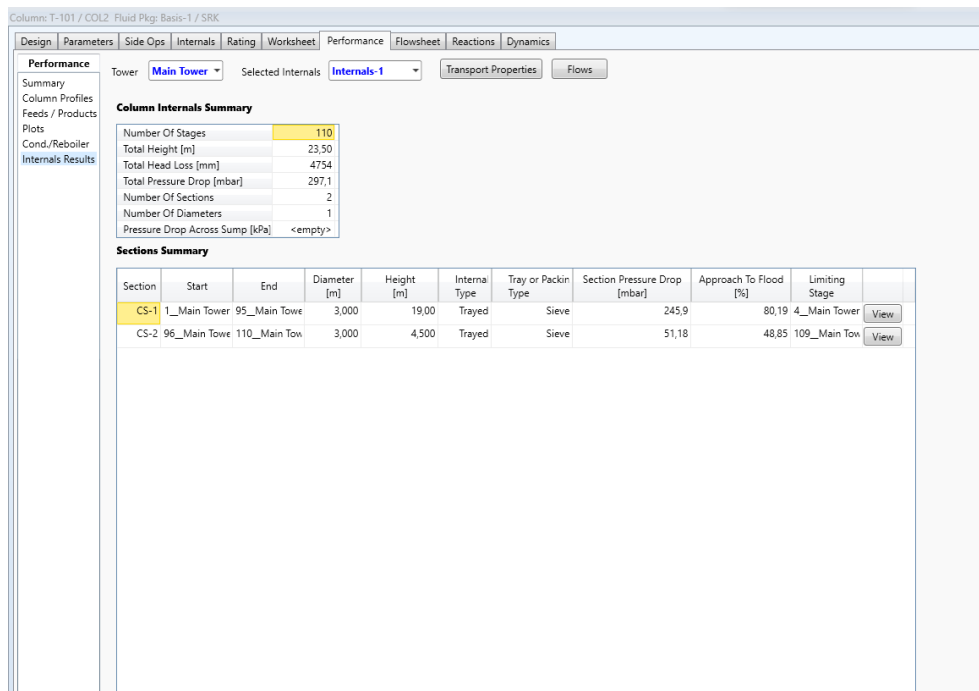 Column: T-101 / COL2 Fluid Pkg: Basis-1 / SRK
Design Parameters Side Ops Internals Rating Worksheet Performance Flowsheet Reactions Dynamics
Performance
Summary
Column Profiles
Feeds / Products
Plots
Cond./Reboiler
Internals Results
Tower Main Tower Selected Internals Internals-1 Transport Properties Flows
Column Internals Summary
Number Of Stages 110
Total Height [m] 23,50
Total Head Loss [mm] 4754
Total Pressure Drop [mbar] 297,1
Number Of Sections 2
Number Of Diameters 1
Pressure Drop Across Sump [kPa] <empty>
Sections Summary
Section Start End Diameter [m] Height [m] Internal Type Tray or Packin Type Section Pressure Drop [mbar] Approach To Flood [%] Limiting Stage
CS-1 1__Main Tower 95__Main Towe 3,000 19,00 Trayed Sieve 245,9 80,19 4__Main Tower View
CS-2 96__Main Towe 110__Main Tow 3,000 4,500 Trayed Sieve 51,18 48,85 109__Main Tow View